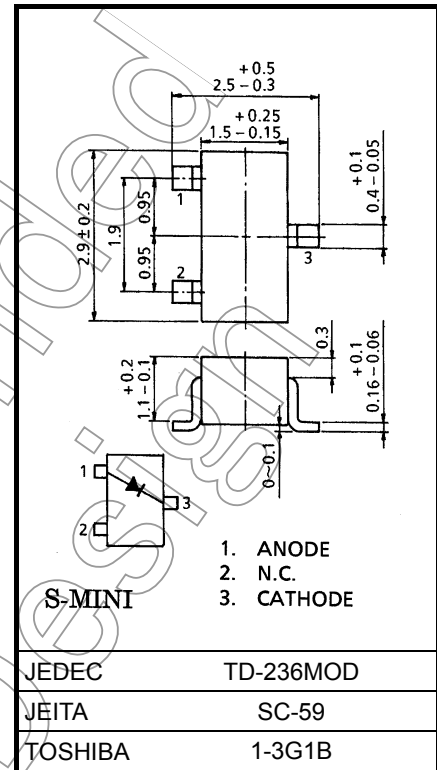 +0.5
2.5 – 0.3
+0.25
1.5 – 0.15
2.9 ± 0.2
1.9
0.95
0.95
+0.1
0.4 – 0.05
1
2
3
+0.2
1.1 – 0.1
0.3
+0.1
0.16 – 0.06
0~0.1
1
2
3
S-MINI
1. ANODE
2. N.C.
3. CATHODE
JEDEC TD-236MOD
JEITA SC-59
TOSHIBA 1-3G1B